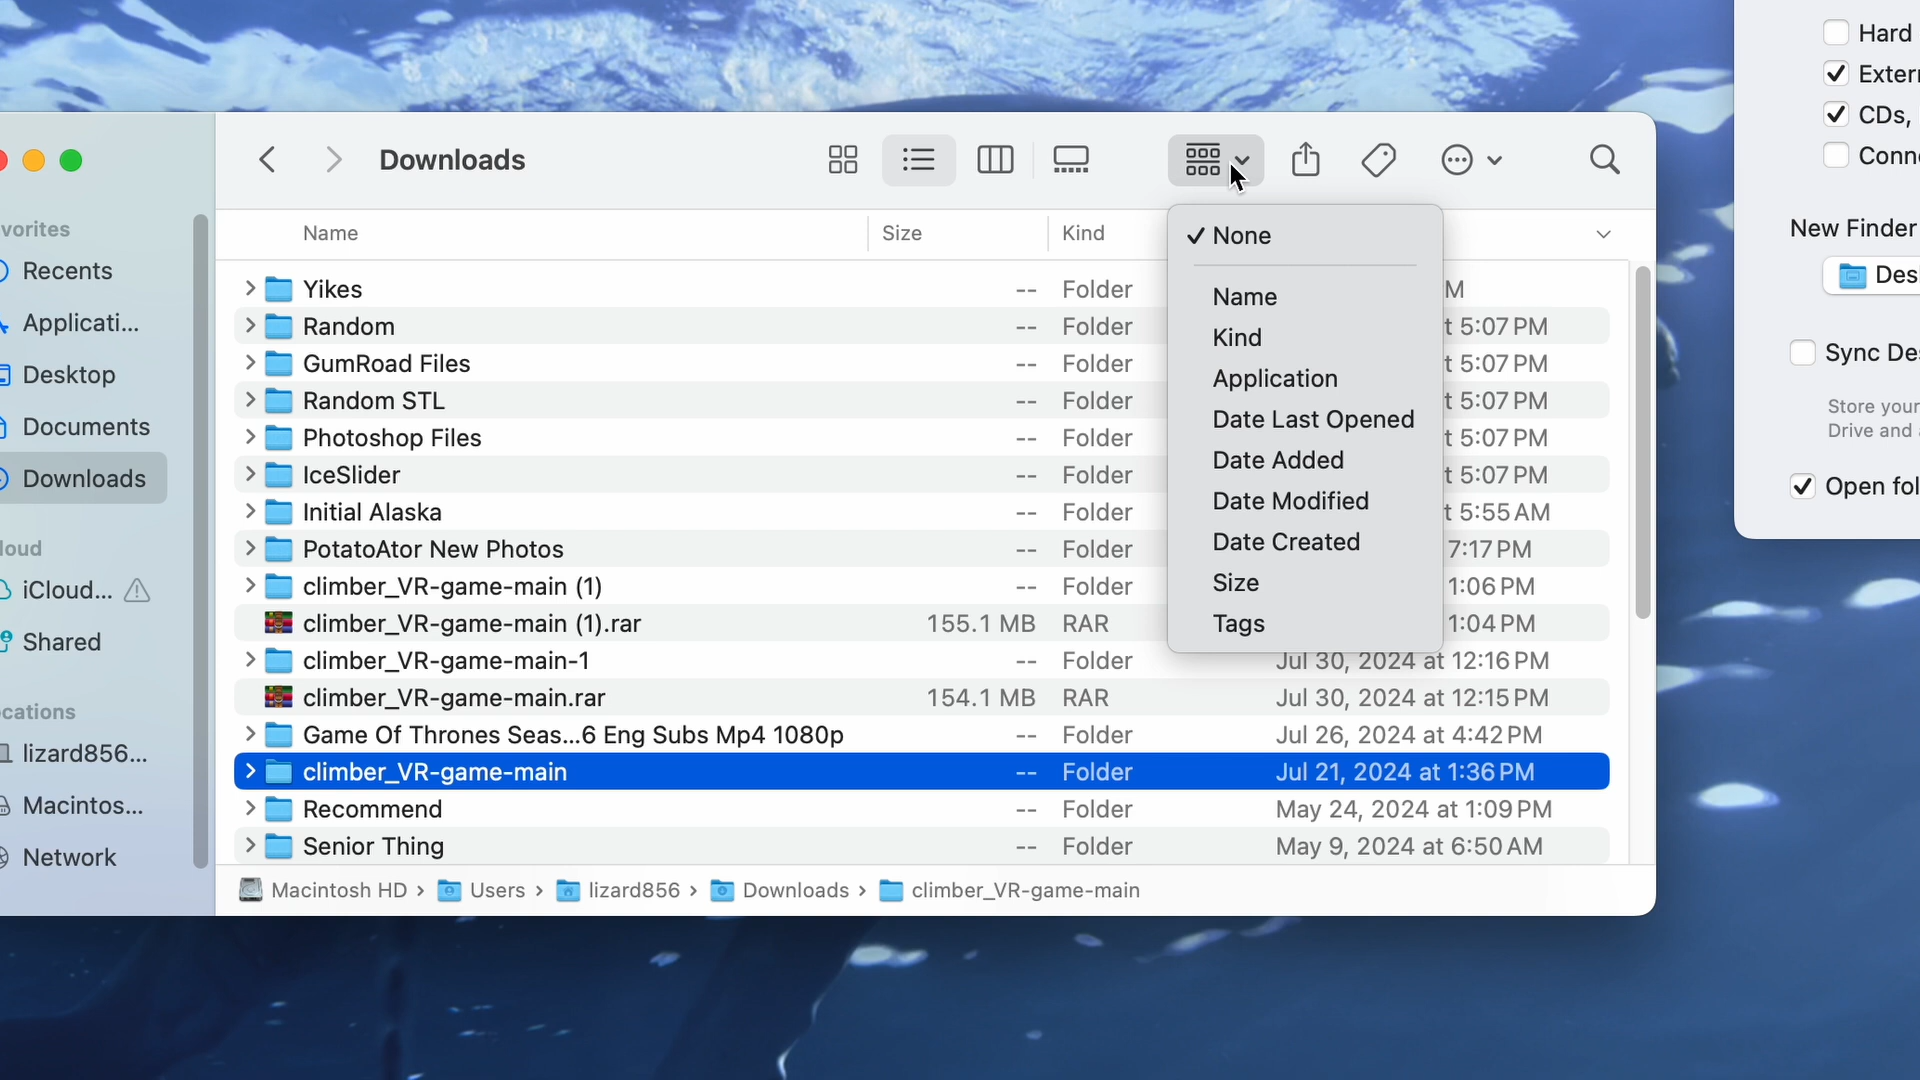 Downloads
Name Size Kind
Yikes -- Folder M
Random -- Folder t 5:07 PM
GumRoad Files -- Folder t 5:07 PM
Random STL -- Folder t 5:07 PM
Photoshop Files -- Folder t 5:07 PM
IceSlider -- Folder t 5:07 PM
Initial Alaska -- Folder t 5:55 AM
PotatoAtor New Photos -- Folder 7:17 PM
climber_VR-game-main (1) -- Folder 1:06 PM
climber_VR-game-main (1).rar 155.1 MB RAR 1:04 PM
climber_VR-game-main-1 -- Folder Jul 30, 2024 at 12:16 PM
climber_VR-game-main.rar 154.1 MB RAR Jul 30, 2024 at 12:15 PM
Game Of Thrones Seas...6 Eng Subs Mp4 1080p -- Folder Jul 26, 2024 at 4:42 PM
climber_VR-game-main -- Folder Jul 21, 2024 at 1:36 PM
Recommend -- Folder May 24, 2024 at 1:09 PM
Senior Thing -- Folder May 9, 2024 at 6:50 AM
Macintosh HD › Users › lizard856 › Downloads › climber_VR-game-main
✓ None
Name
Kind
Application
Date Last Opened
Date Added
Date Modified
Date Created
Size
Tags
vorites
Recents
Applicati...
Desktop
Documents
Downloads
loud
iCloud...
Shared
cations
lizard856...
Macintos...
Network
Hard
Extern
CDs,
Conne
New Finder
Desl
Sync Des
Store your
Drive and a
Open fol